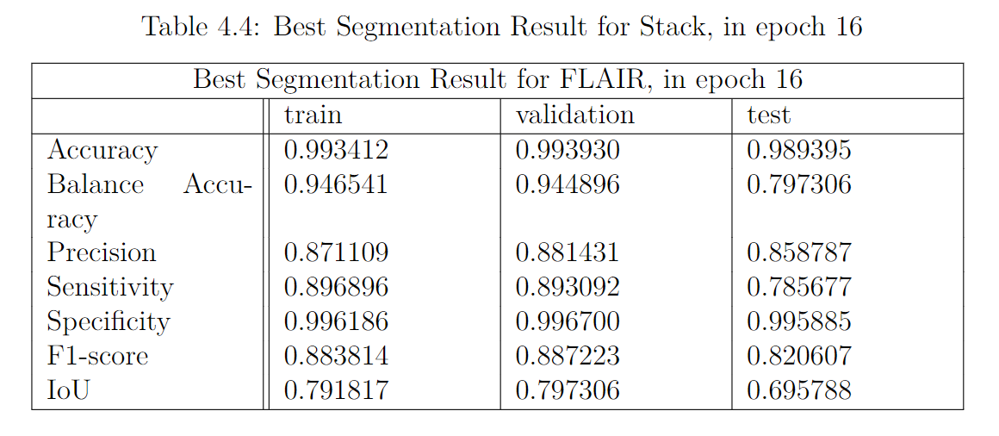 Table 4.4: Best Segmentation Result for Stack, in epoch 16
Best Segmentation Result for FLAIR, in epoch 16
train validation test
Accuracy 0.993412 0.993930 0.989395
Balance Accu- 0.946541 0.944896 0.797306
racy
Precision 0.871109 0.881431 0.858787
Sensitivity 0.896896 0.893092 0.785677
Specificity 0.996186 0.996700 0.995885
F1-score 0.883814 0.887223 0.820607
IoU 0.791817 0.797306 0.695788